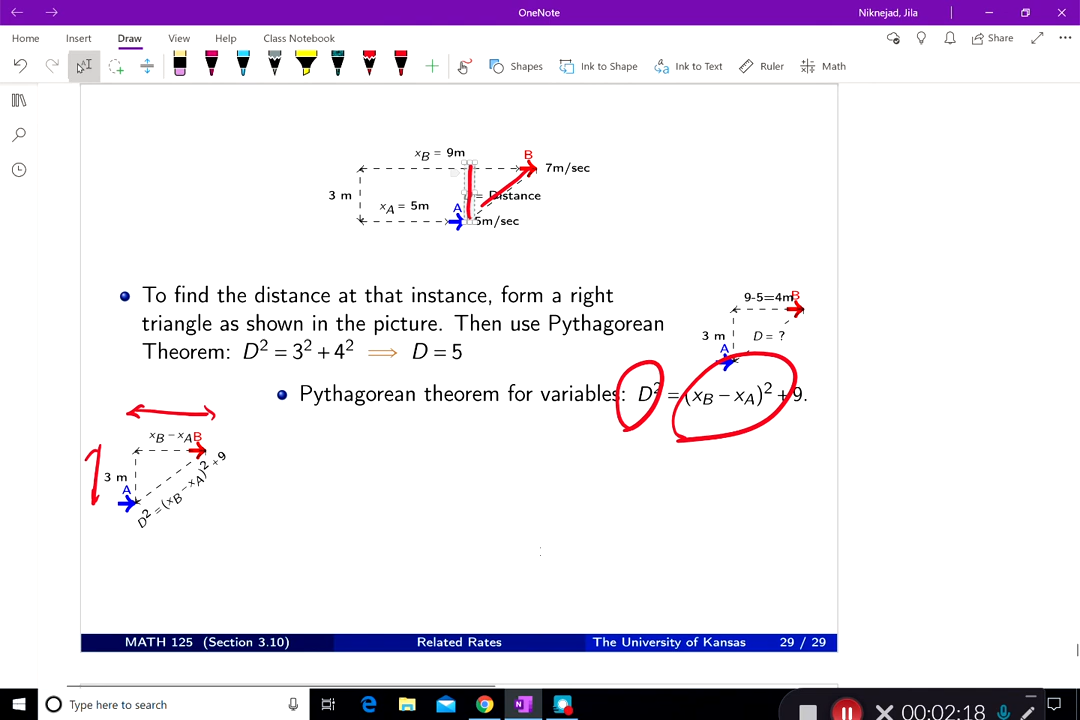 OneNote
Niknejad, Jila
Home Insert Draw View Help Class Notebook
Share
Shapes Ink to Shape Ink to Text Ruler Math
x_B = 9m
B
7m/sec
3 m
x_A = 5m
A
= Distance
5m/sec
To find the distance at that instance, form a right
triangle as shown in the picture. Then use Pythagorean
Theorem: D² = 3² + 4² ⟹ D = 5
9-5=4m
B
3 m
D = ?
A
Pythagorean theorem for variables: D² = (x_B − x_A)² + 9.
x_B − x_A
B
3 m
A
D² = (x_B − x_A)² + 9
MATH 125 (Section 3.10) Related Rates The University of Kansas 29 / 29
Type here to search
00:02:18